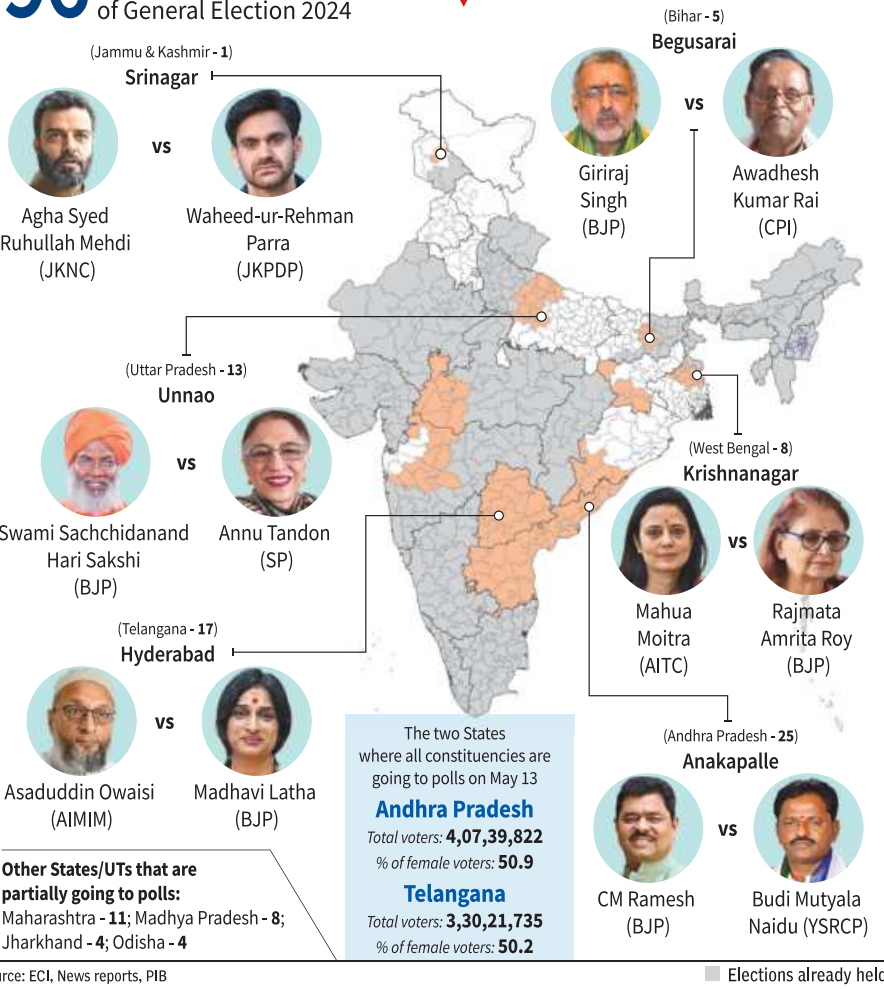 of General Election 2024
(Jammu & Kashmir - 1)
Srinagar
vs
Agha Syed
Ruhullah Mehdi
(JKNC)
Waheed-ur-Rehman
Parra
(JKPDP)
(Bihar - 5)
Begusarai
vs
Giriraj
Singh
(BJP)
Awadhesh
Kumar Rai
(CPI)
(Uttar Pradesh - 13)
Unnao
vs
Swami Sachchidanand
Hari Sakshi
(BJP)
Annu Tandon
(SP)
(West Bengal - 8)
Krishnanagar
vs
Mahua
Moitra
(AITC)
Rajmata
Amrita Roy
(BJP)
(Telangana - 17)
Hyderabad
vs
Asaduddin Owaisi
(AIMIM)
Madhavi Latha
(BJP)
(Andhra Pradesh - 25)
Anakapalle
vs
CM Ramesh
(BJP)
Budi Mutyala
Naidu (YSRCP)
The two States
where all constituencies are
going to polls on May 13
Andhra Pradesh
Total voters: 4,07,39,822
% of female voters: 50.9
Telangana
Total voters: 3,30,21,735
% of female voters: 50.2
Other States/UTs that are
partially going to polls:
Maharashtra - 11; Madhya Pradesh - 8;
Jharkhand - 4; Odisha - 4
urce: ECI, News reports, PIB
Elections already held